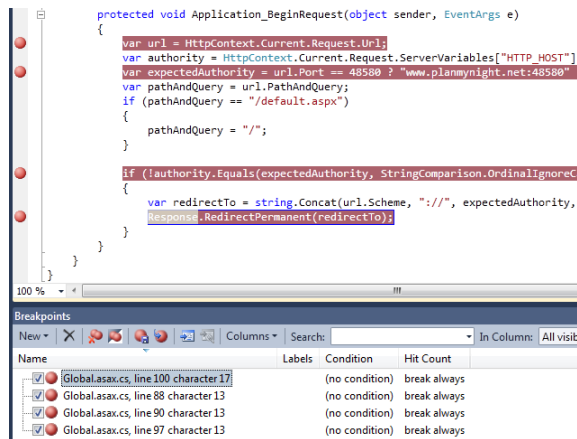 protected void Application_BeginRequest(object sender, EventArgs e)
{
var url = HttpContext.Current.Request.Url;
var authority = HttpContext.Current.Request.ServerVariables["HTTP_HOST"]
var expectedAuthority = url.Port == 48580 ? "www.planmynight.net:48580"
var pathAndQuery = url.PathAndQuery;
if (pathAndQuery == "/default.aspx")
{
pathAndQuery = "/";
}
if (!authority.Equals(expectedAuthority, StringComparison.OrdinalIgnoreC
{
var redirectTo = string.Concat(url.Scheme, "://", expectedAuthority,
Response.RedirectPermanent(redirectTo);
}
}
}
}
100 %
Breakpoints
New Columns Search: In Column: All visib
Name Labels Condition Hit Count
Global.asax.cs, line 100 character 17 (no condition) break always
Global.asax.cs, line 88 character 13 (no condition) break always
Global.asax.cs, line 90 character 13 (no condition) break always
Global.asax.cs, line 97 character 13 (no condition) break always